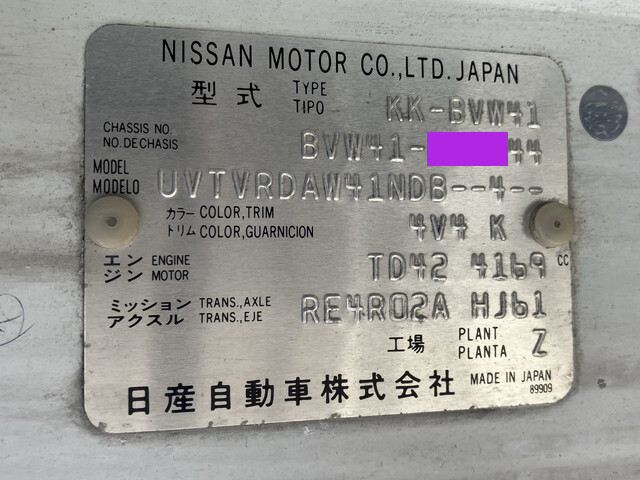 NISSAN MOTOR CO.,LTD. JAPAN
型式 TYPE TIPO KK-BVW41
CHASSIS NO. NO. DE CHASIS BVW41- 44
MODEL MODELO UVTVRDAW41NDB--4--
カラー COLOR,TRIM
トリム COLOR,GUARNICION 4V4 K
エンジン ENGINE MOTOR TD42 4169 CC
ミッション TRANS.,AXLE
アクスル TRANS.,EJE RE4R02A HJ61
工場 PLANT PLANTA Z
日産自動車株式会社 MADE IN JAPAN
89909